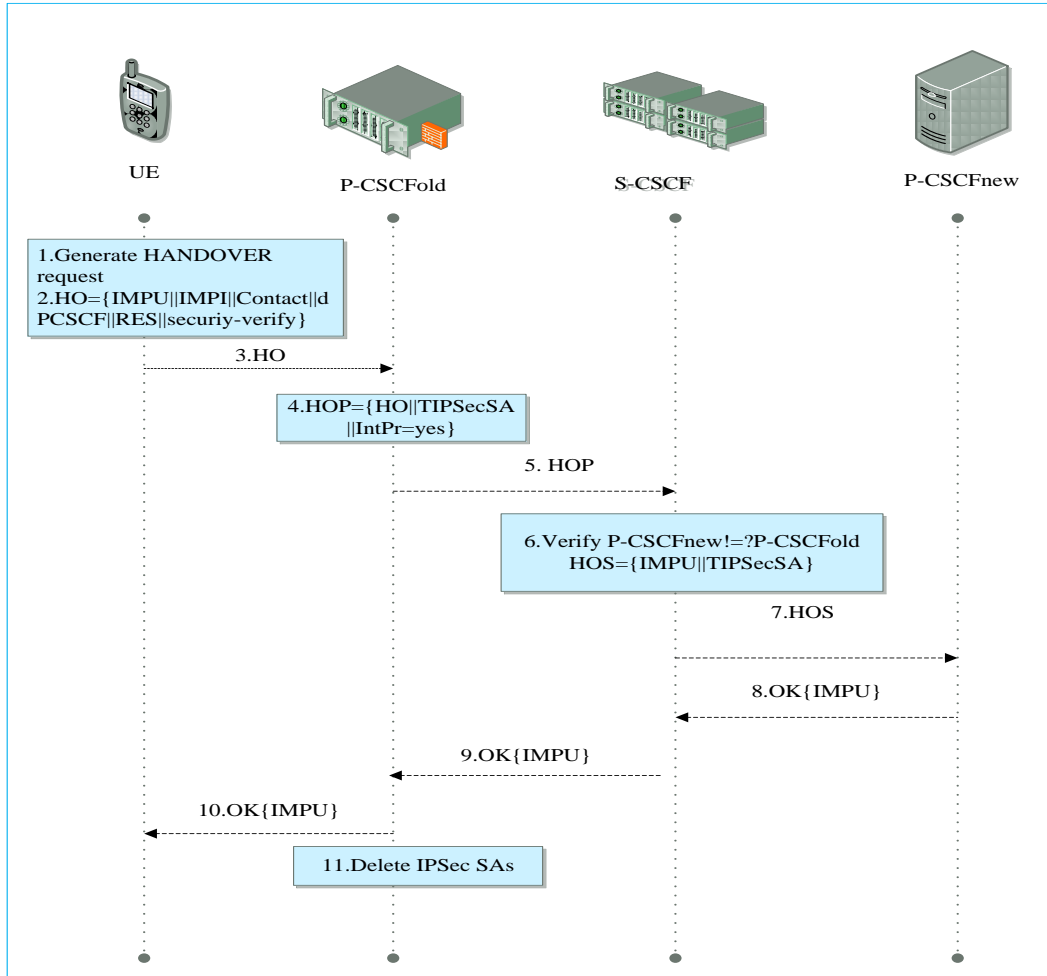 UE
P-CSCFold
S-CSCF
P-CSCFnew
1.Generate HANDOVER
request
2.HO={IMPU||IMPI||Contact||d
PCSCF||RES||securiy-verify}
3.HO
4.HOP={HO||TIPSecSA
||IntPr=yes}
5. HOP
6.Verify P-CSCFnew!=?P-CSCFold
HOS={IMPU||TIPSecSA}
7.HOS
8.OK{IMPU}
9.OK{IMPU}
10.OK{IMPU}
11.Delete IPSec SAs